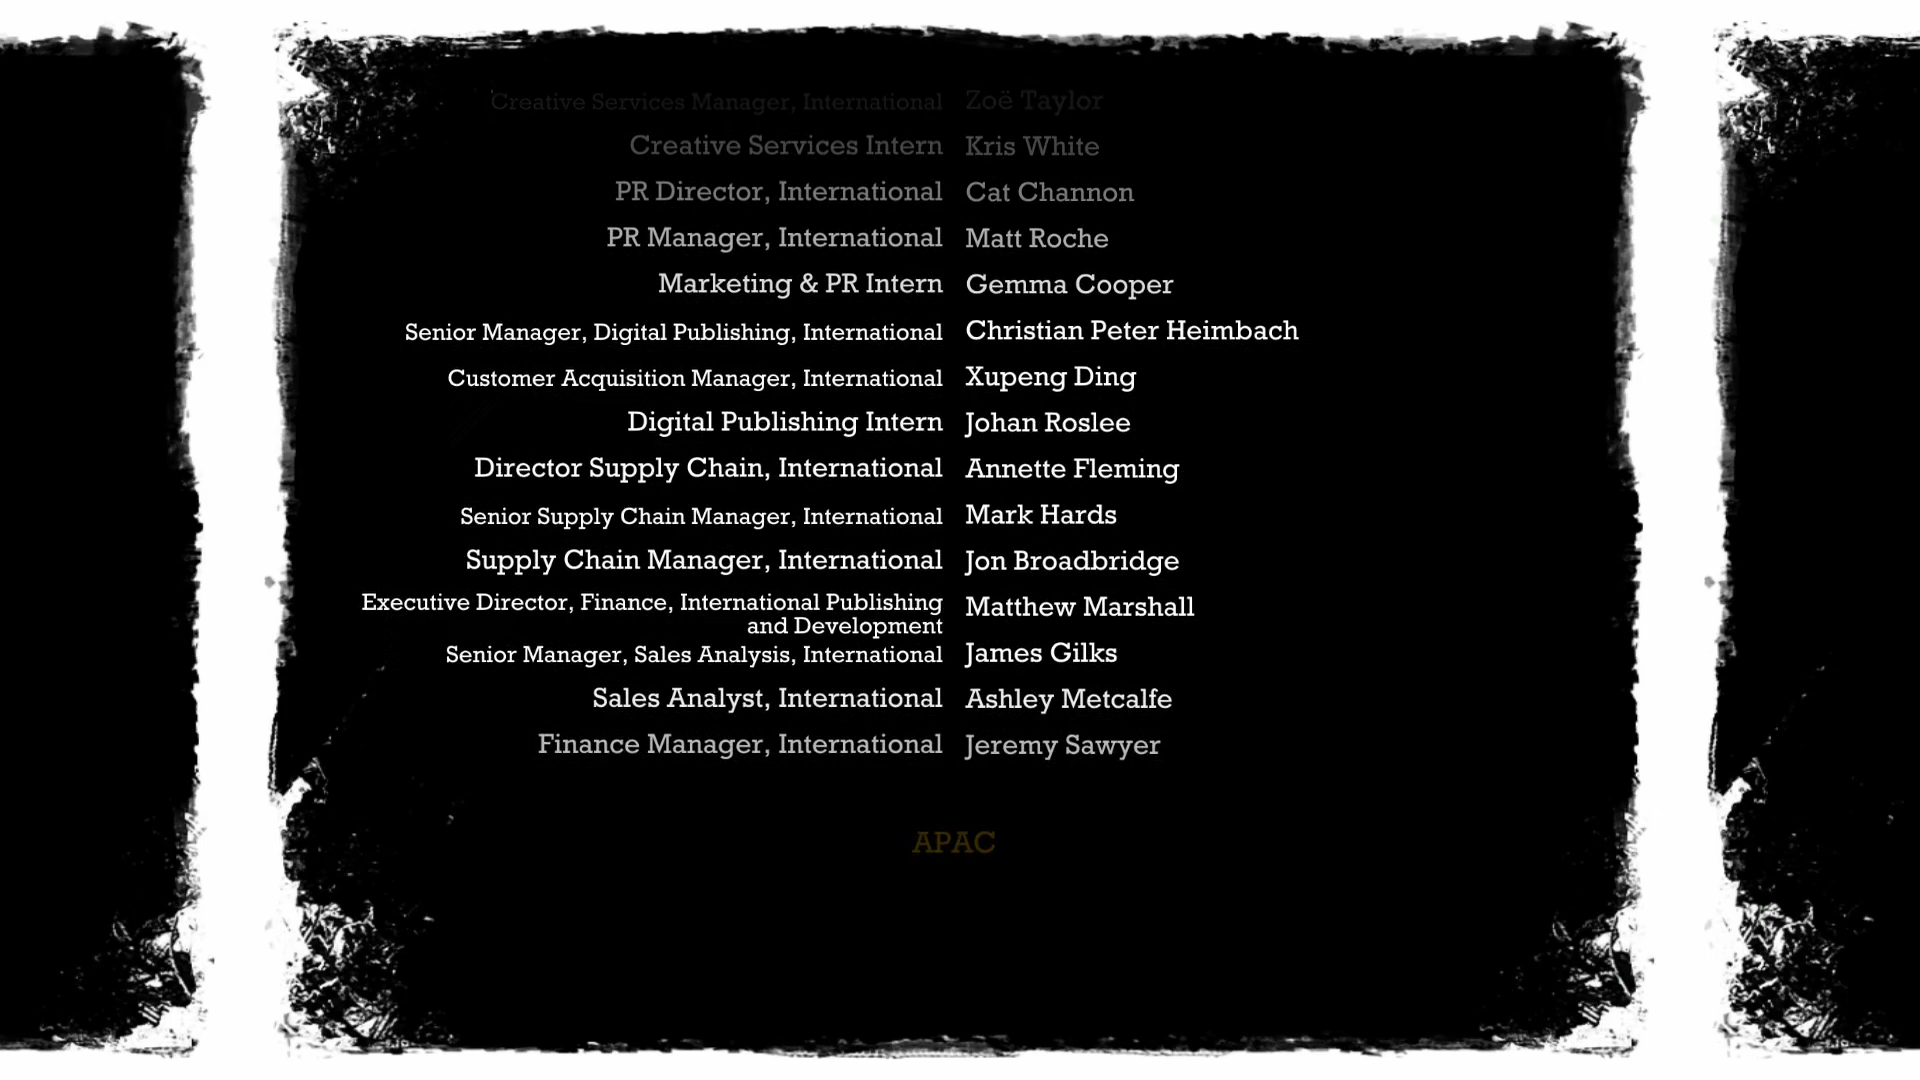 Creative Services Manager, International Zoë Taylor
Creative Services Intern Kris White
PR Director, International Cat Channon
PR Manager, International Matt Roche
Marketing & PR Intern Gemma Cooper
Senior Manager, Digital Publishing, International Christian Peter Heimbach
Customer Acquisition Manager, International Xupeng Ding
Digital Publishing Intern Johan Roslee
Director Supply Chain, International Annette Fleming
Senior Supply Chain Manager, International Mark Hards
Supply Chain Manager, International Jon Broadbridge
Executive Director, Finance, International Publishing Matthew Marshall
and Development
Senior Manager, Sales Analysis, International James Gilks
Sales Analyst, International Ashley Metcalfe
Finance Manager, International Jeremy Sawyer
APAC